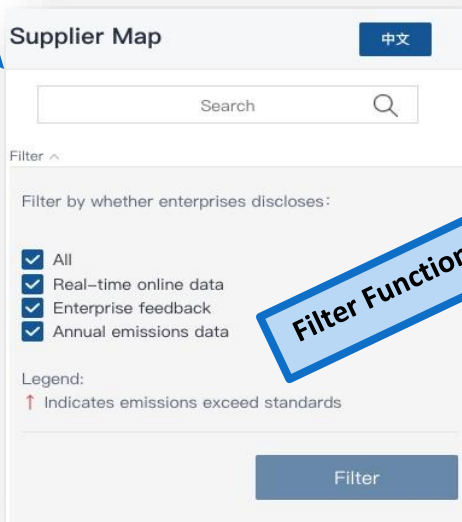 Supplier Map
中文
Search
Filter
Filter by whether enterprises discloses:
All
Real-time online data
Enterprise feedback
Annual emissions data
Filter Function
Legend:
↑ Indicates emissions exceed standards
Filter